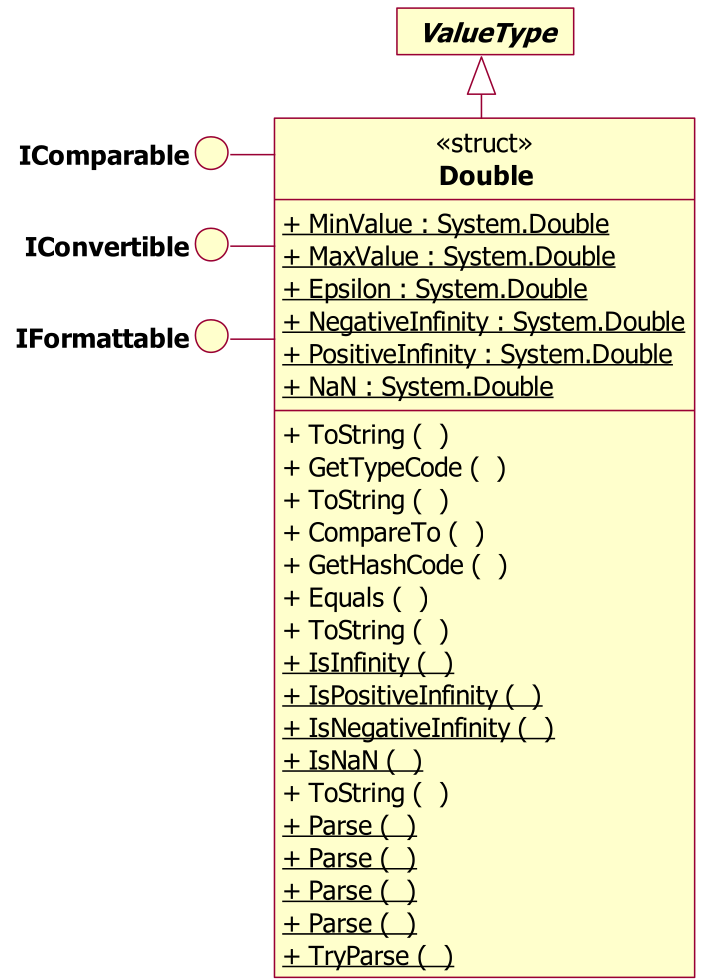 ValueType
IComparable
IConvertible
IFormattable
«struct»
Double
+ MinValue : System.Double
+ MaxValue : System.Double
+ Epsilon : System.Double
+ NegativeInfinity : System.Double
+ PositiveInfinity : System.Double
+ NaN : System.Double
+ ToString (  )
+ GetTypeCode (  )
+ ToString (  )
+ CompareTo (  )
+ GetHashCode (  )
+ Equals (  )
+ ToString (  )
+ IsInfinity (  )
+ IsPositiveInfinity (  )
+ IsNegativeInfinity (  )
+ IsNaN (  )
+ ToString (  )
+ Parse (  )
+ Parse (  )
+ Parse (  )
+ Parse (  )
+ TryParse (  )